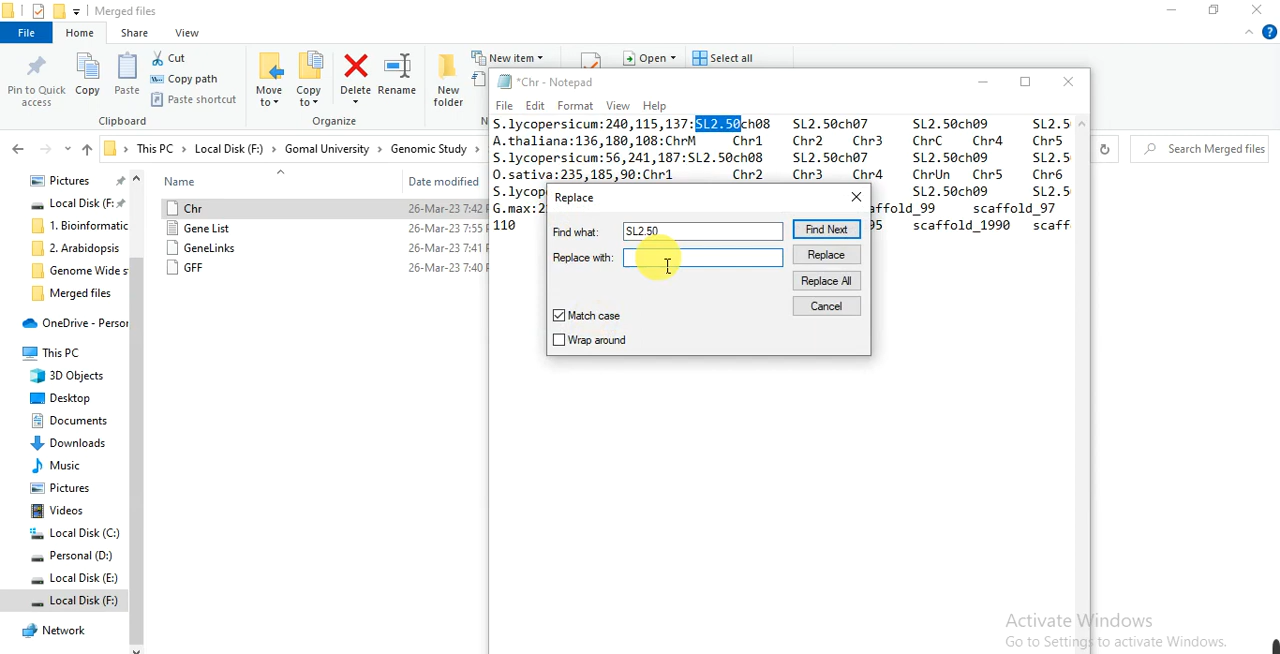 Merged files
File Home Share View
Pin to Quick access
Copy
Paste
Cut
Copy path
Paste shortcut
Clipboard
Move to
Copy to
Delete
Rename
Organize
New folder
New item
Open
Select all
This PC > Local Disk (F:) > Gomal University > Genomic Study >
Search Merged files
Pictures
Local Disk (F:
1. Bioinformatic
2. Arabidopsis
Genome Wide s
Merged files
OneDrive - Person
This PC
3D Objects
Desktop
Documents
Downloads
Music
Pictures
Videos
Local Disk (C:)
Personal (D:)
Local Disk (E:)
Local Disk (F:)
Network
Name Date modified
Chr 26-Mar-23 7:42
Gene List 26-Mar-23 7:55
GeneLinks 26-Mar-23 7:41
GFF 26-Mar-23 7:40
*Chr - Notepad
File Edit Format View Help
S.lycopersicum:240,115,137:SL2.50ch08 SL2.50ch07 SL2.50ch09 SL2.5
A.thaliana:136,180,108:ChrM Chr1 Chr2 Chr3 ChrC Chr4 Chr5
S.lycopersicum:56,241,187:SL2.50ch08 SL2.50ch07 SL2.50ch09 SL2.5
O.sativa:235,185,90:Chr1 Chr2 Chr3 Chr4 ChrUn Chr5 Chr6
S.lycop SL2.50ch09 SL2.5
G.max:2 affold_99 scaffold_97
110 95 scaffold_1990 scaff
Replace
Find what: SL2.50
Replace with:
Match case
Wrap around
Find Next
Replace
Replace All
Cancel
Activate Windows
Go to Settings to activate Windows.